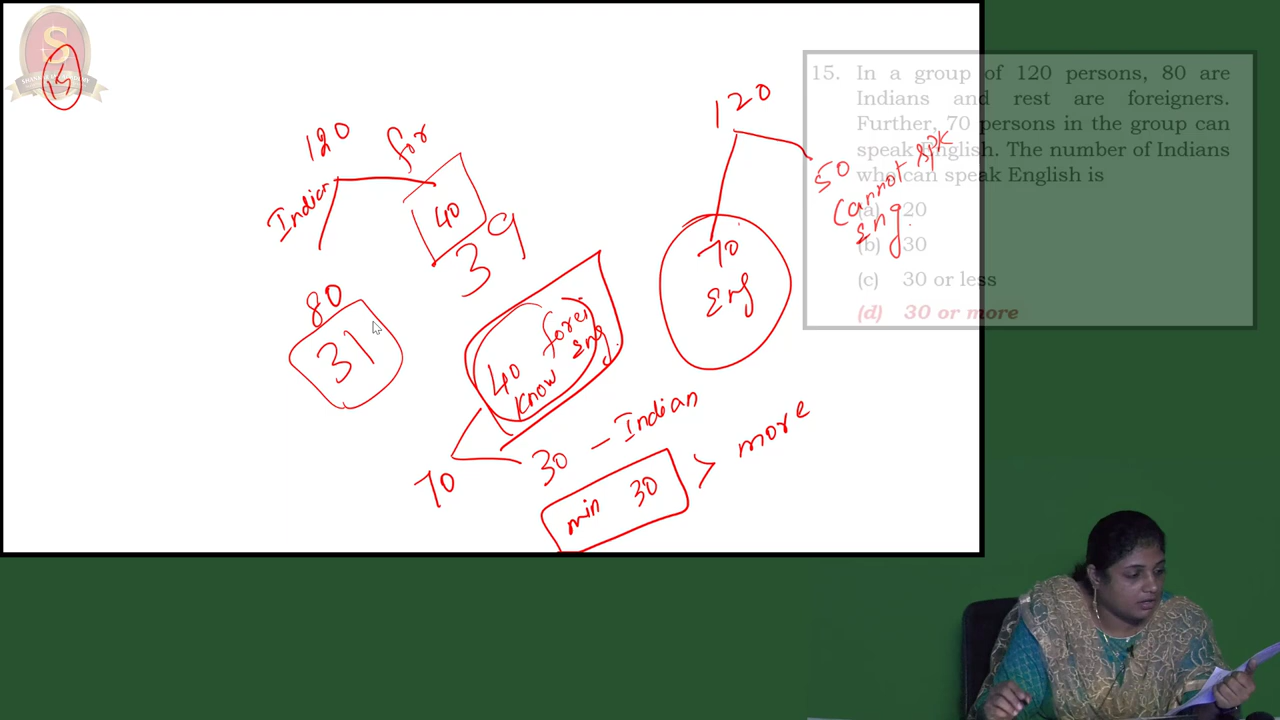 S
15
120
for
Indian
40
39
80
31
40 forei
know Eng.
70
30 - Indian
min 30 > more
120
50
Cannot spk
Eng.
70
Eng
15. In a group of 120 persons, 80 are
Indians and rest are foreigners.
Further, 70 persons in the group can
speak English. The number of Indians
who can speak English is
(a) 20
(b) 30
(c) 30 or less
(d) 30 or more